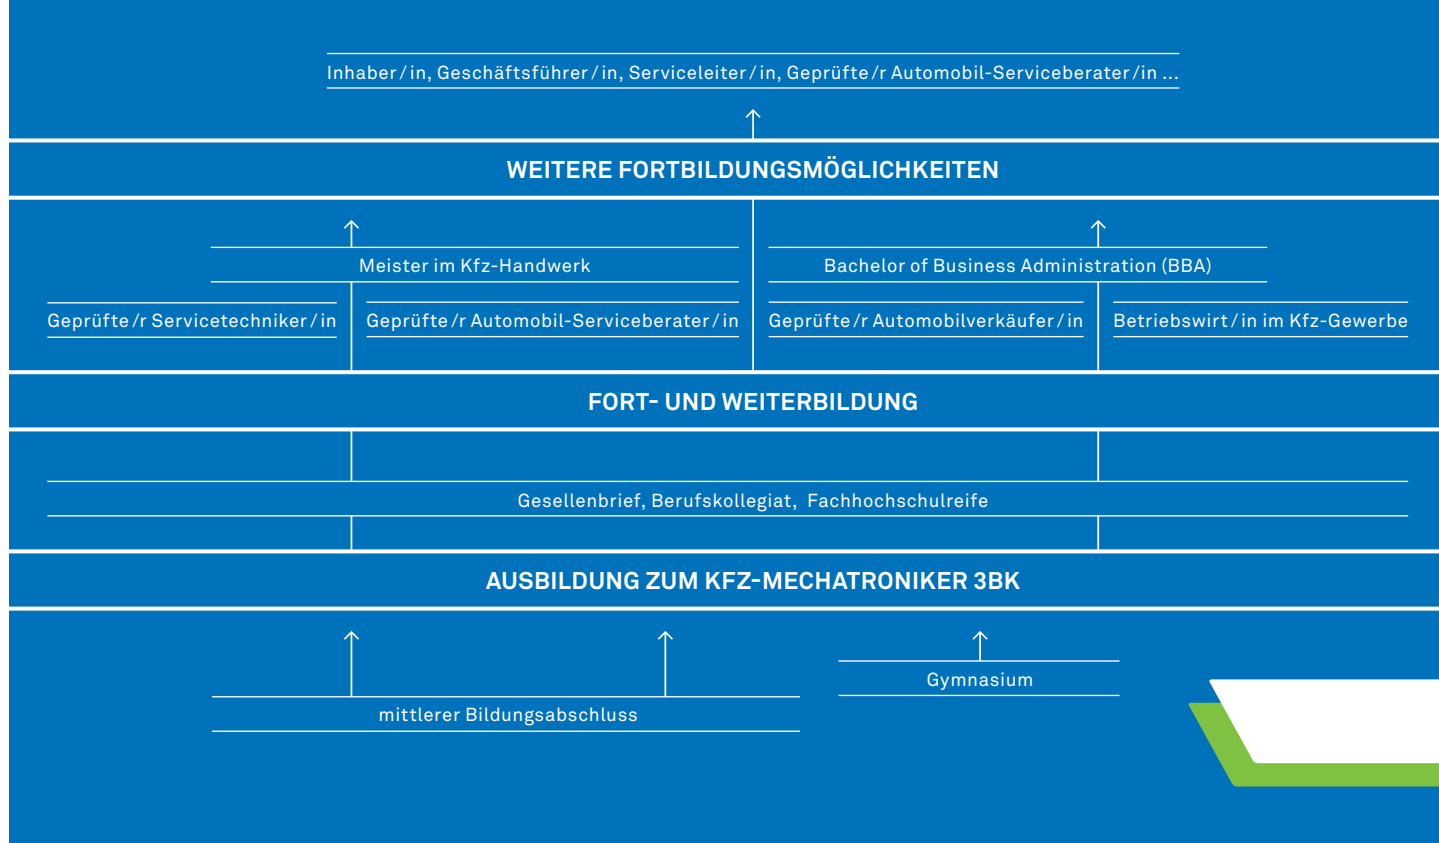 Inhaber/in, Geschäftsführer/in, Serviceleiter/in, Geprüfte/r Automobil-Serviceberater/in ...
WEITERE FORTBILDUNGSMÖGLICHKEITEN
Meister im Kfz-Handwerk
Bachelor of Business Administration (BBA)
Geprüfte/r Servicetechniker/in
Geprüfte/r Automobil-Serviceberater/in
Geprüfte/r Automobilverkäufer/in
Betriebswirt/in im Kfz-Gewerbe
FORT- UND WEITERBILDUNG
Gesellenbrief, Berufskollegiat, Fachhochschulreife
AUSBILDUNG ZUM KFZ-MECHATRONIKER 3BK
Gymnasium
mittlerer Bildungsabschluss